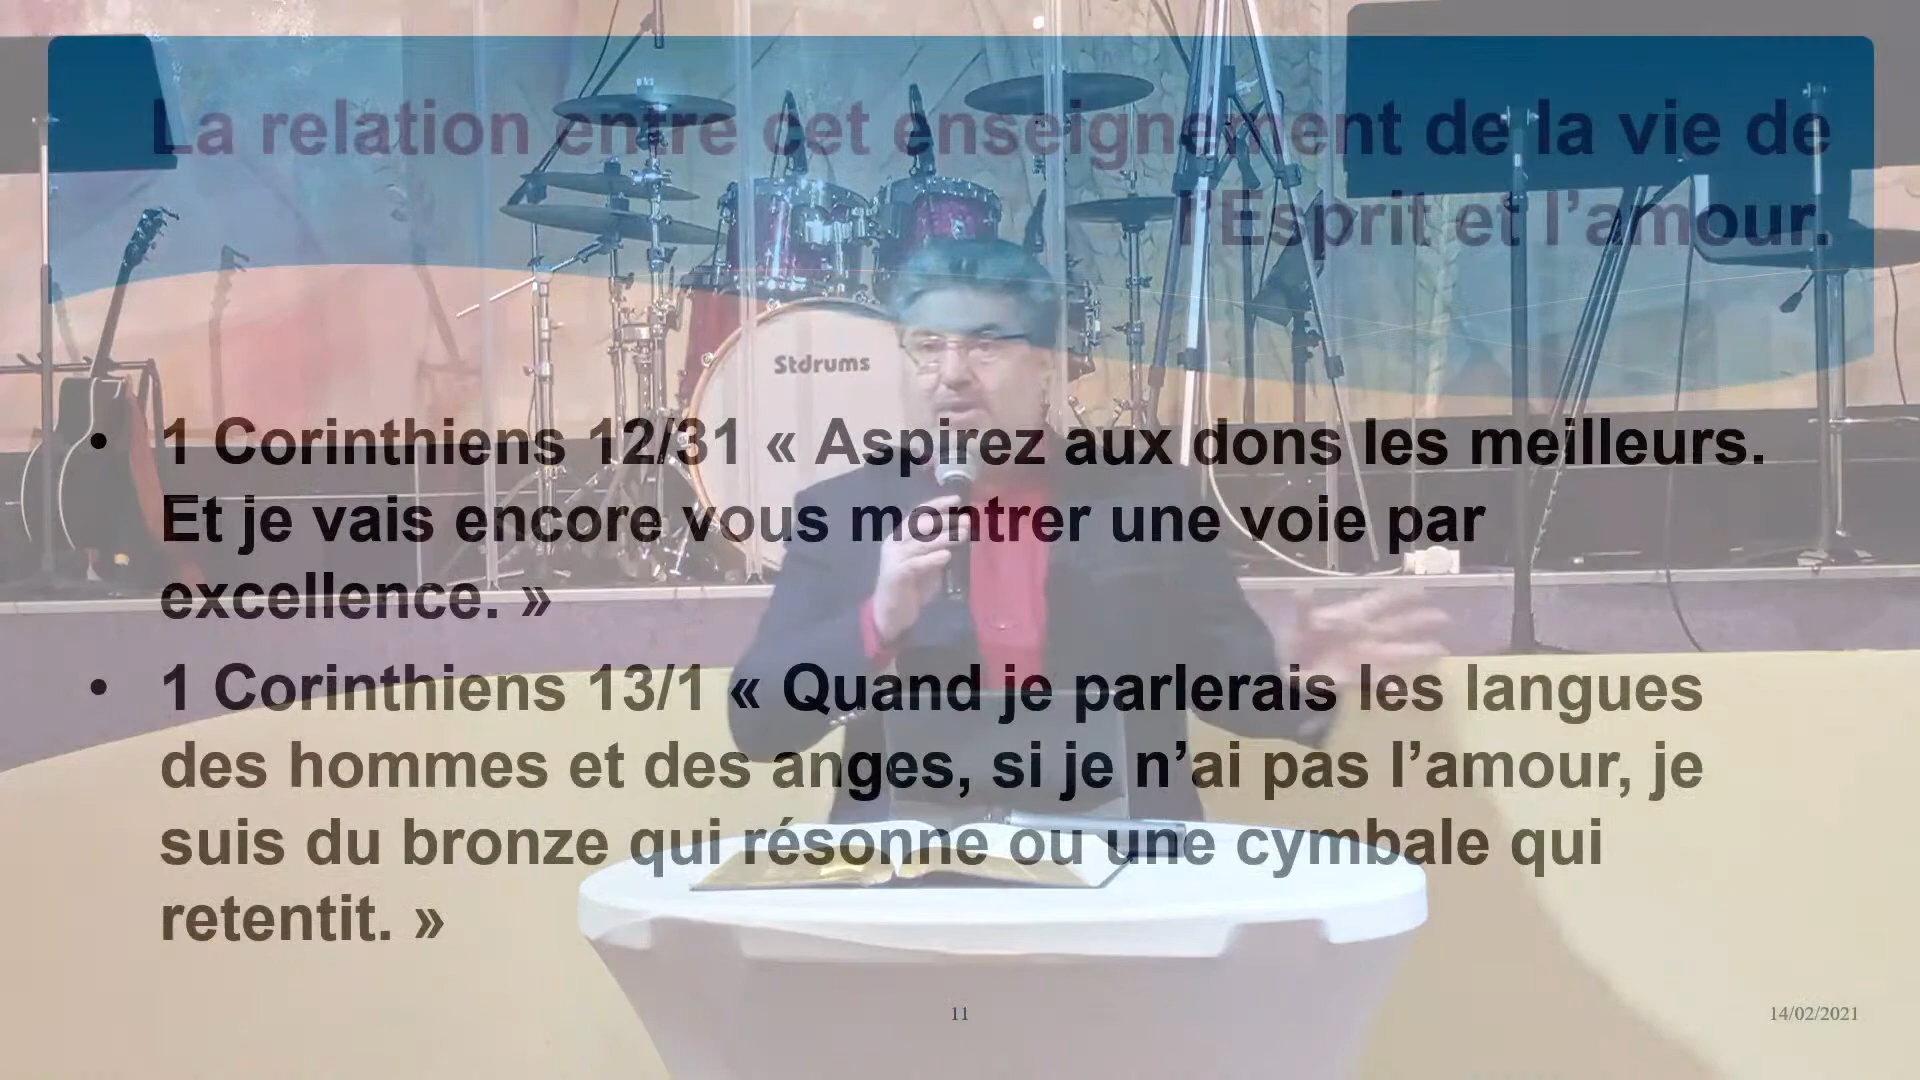 La relation entre cet enseignement de la vie de
l’Esprit et l’amour.
Stdrums
• 1 Corinthiens 12/31 « Aspirez aux dons les meilleurs.
Et je vais encore vous montrer une voie par
excellence. »
• 1 Corinthiens 13/1 « Quand je parlerais les langues
des hommes et des anges, si je n’ai pas l’amour, je
suis du bronze qui résonne ou une cymbale qui
retentit. »
11
14/02/2021